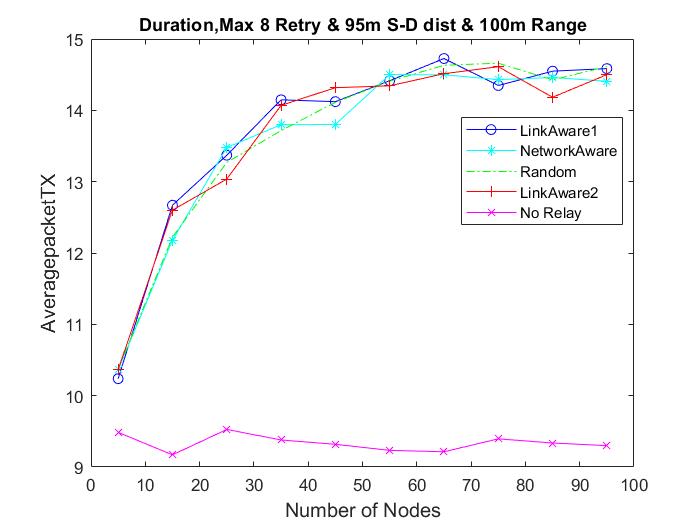 Duration,Max 8 Retry & 95m S-D dist & 100m Range
15
14
13
12
11
10
9
AveragepacketTX
LinkAware1
NetworkAware
Random
LinkAware2
No Relay
0 10 20 30 40 50 60 70 80 90 100
Number of Nodes